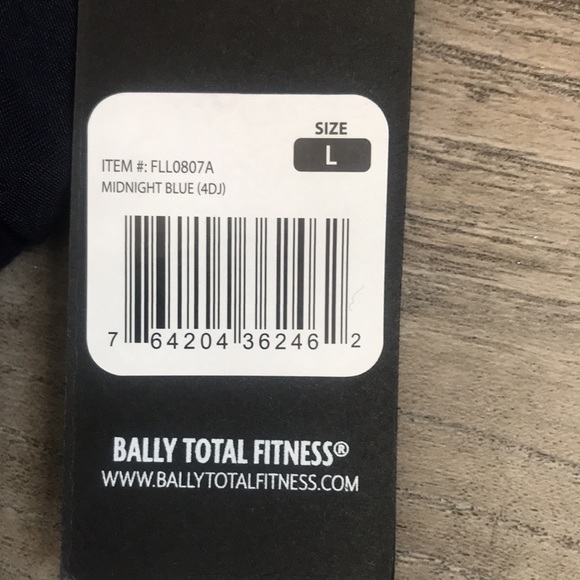 SIZE
L
ITEM #: FLL0807A
MIDNIGHT BLUE (4DJ)
7 64204 36246 2
BALLY TOTAL FITNESS®
WWW.BALLYTOTALFITNESS.COM